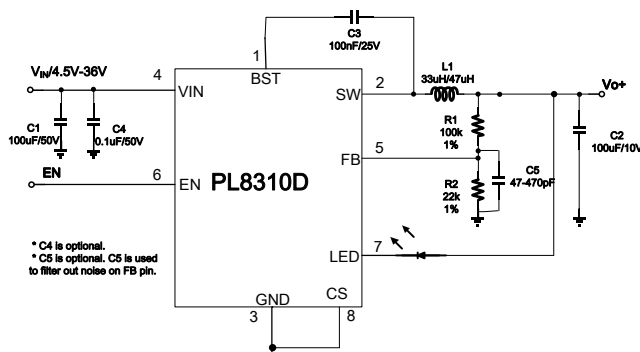 C3
100nF/25V
1
BST
VIN/4.5V-36V
4
VIN
SW
2
L1
33uH/47uH
Vo+
C1
100uF/50V
C4
0.1uF/50V
R1
100k
1%
C2
100uF/10V
FB
5
EN
6
EN
PL8310D
C5
47-470pF
R2
22k
1%
* C4 is optional.
* C5 is optional. C5 is used
to filter out noise on FB pin.
LED
7
GND
3
CS
8